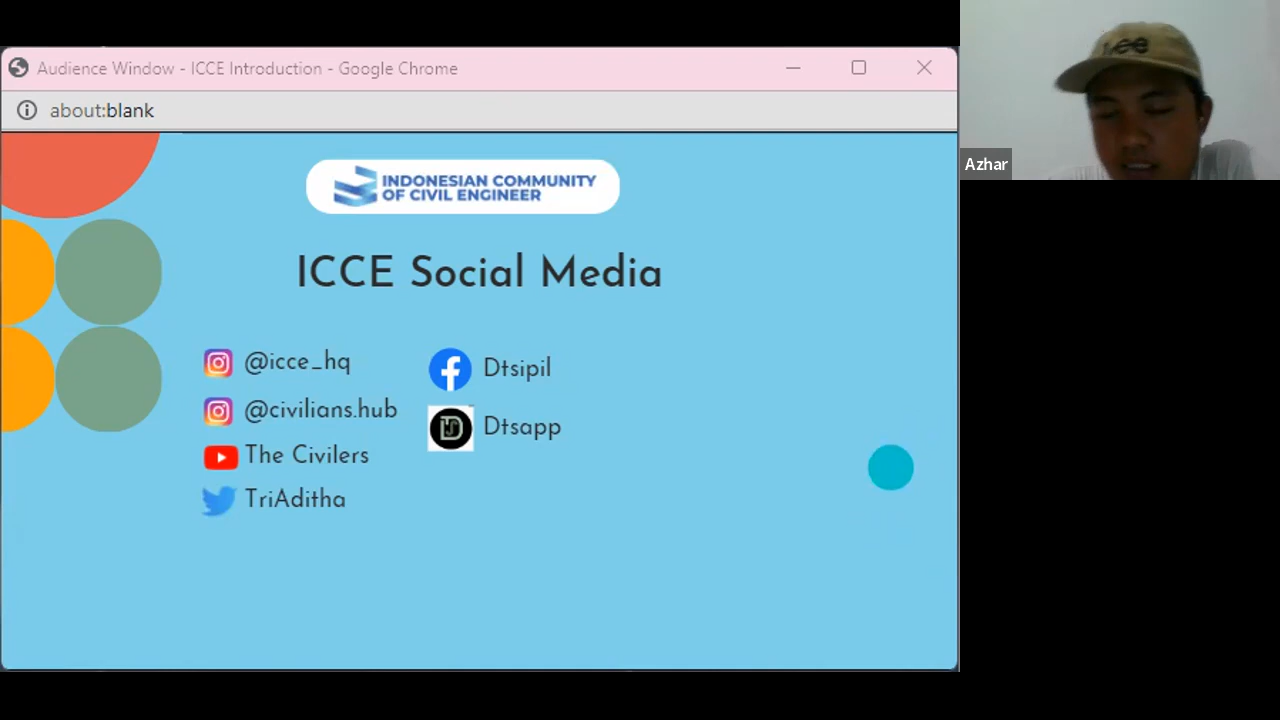 Audience Window - ICCE Introduction - Google Chrome
about:blank
INDONESIAN COMMUNITY
OF CIVIL ENGINEER
ICCE Social Media
@icce_hq
@civilians.hub
The Civilers
TriAditha
Dtsipil
Dtsapp
Azhar